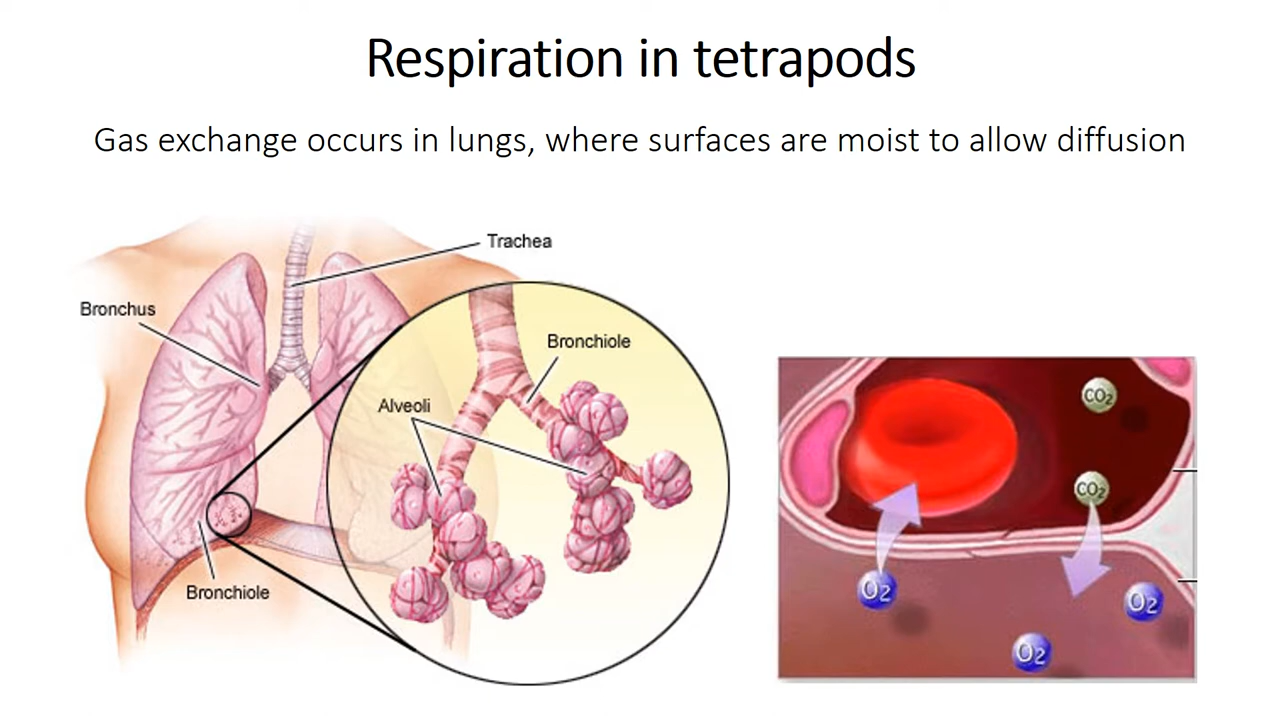 Respiration in tetrapods
Gas exchange occurs in lungs, where surfaces are moist to allow diffusion
Trachea
Bronchus
Bronchiole
Alveoli
Bronchiole
CO2
CO2
O2
O2
O2